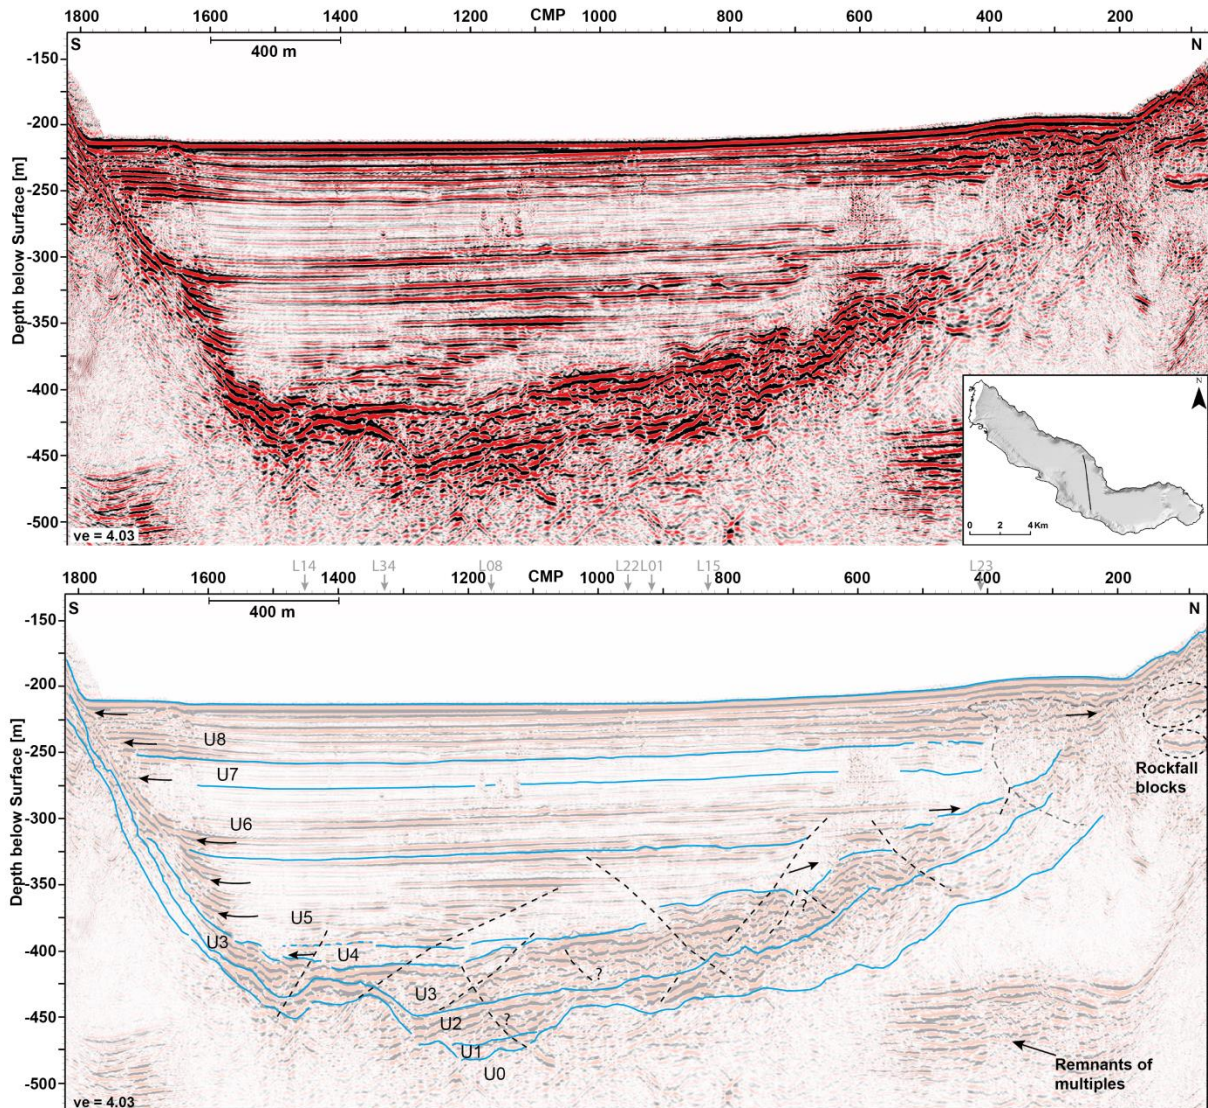 1800 1600 1400 1200 CMP 1000 800 600 400 200
S N
400 m
-150
-200
-250
-300
-350
-400
-450
-500
Depth below Surface [m]
ve = 4.03
N
0 2 4 Km
L14 L34 L08 L22 L01 L15 L23
1800 1600 1400 1200 CMP 1000 800 600 400 200
S N
400 m
-150
-200
-250
-300
-350
-400
-450
-500
Depth below Surface [m]
U8
U7
Rockfall
blocks
U6
U5
?
U3
U4
?
U3
U2
?
U1
U0
Remnants of
multiples
ve = 4.03